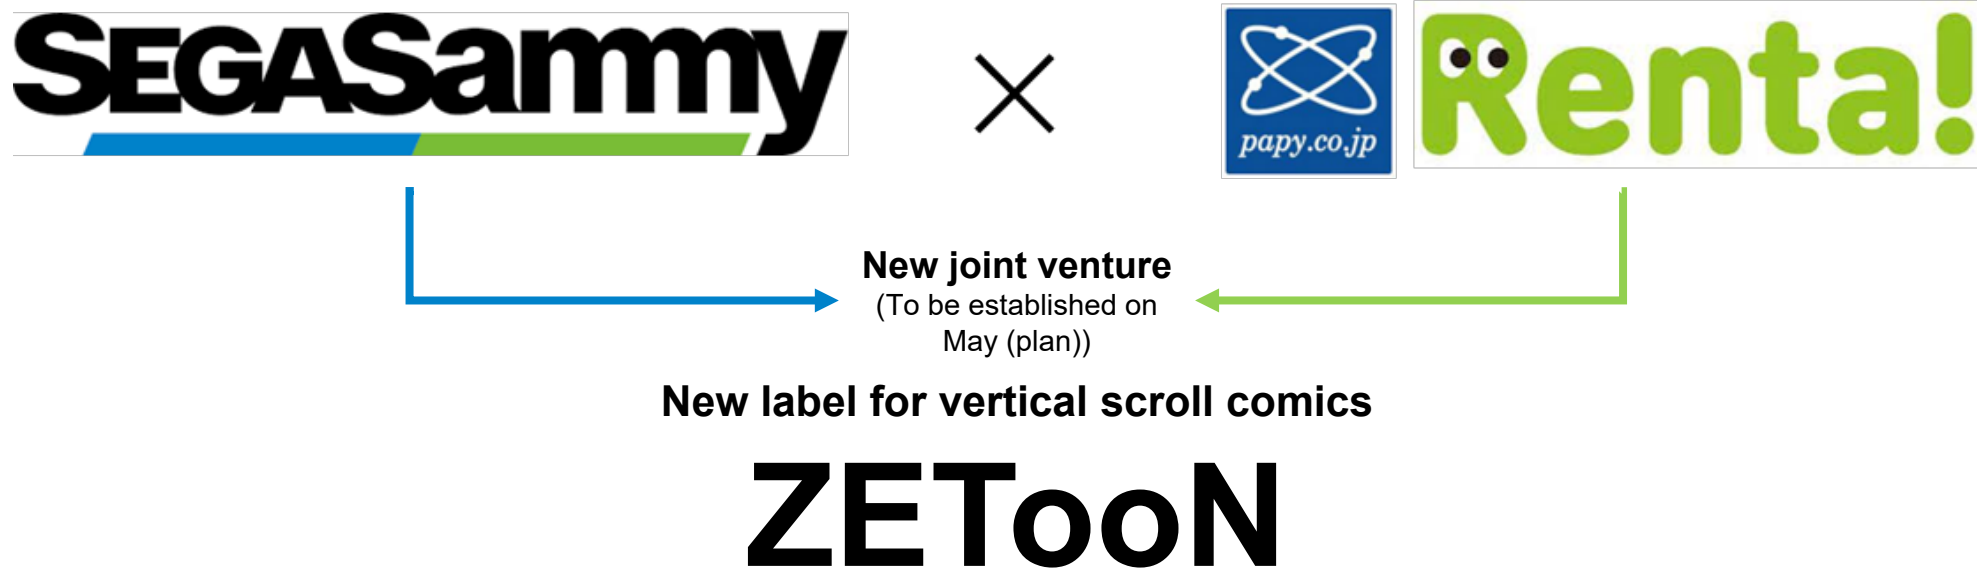 SEGASammy
×
papy.co.jp
Renta!
New joint venture
(To be established on
May (plan))
New label for vertical scroll comics
ZETooN